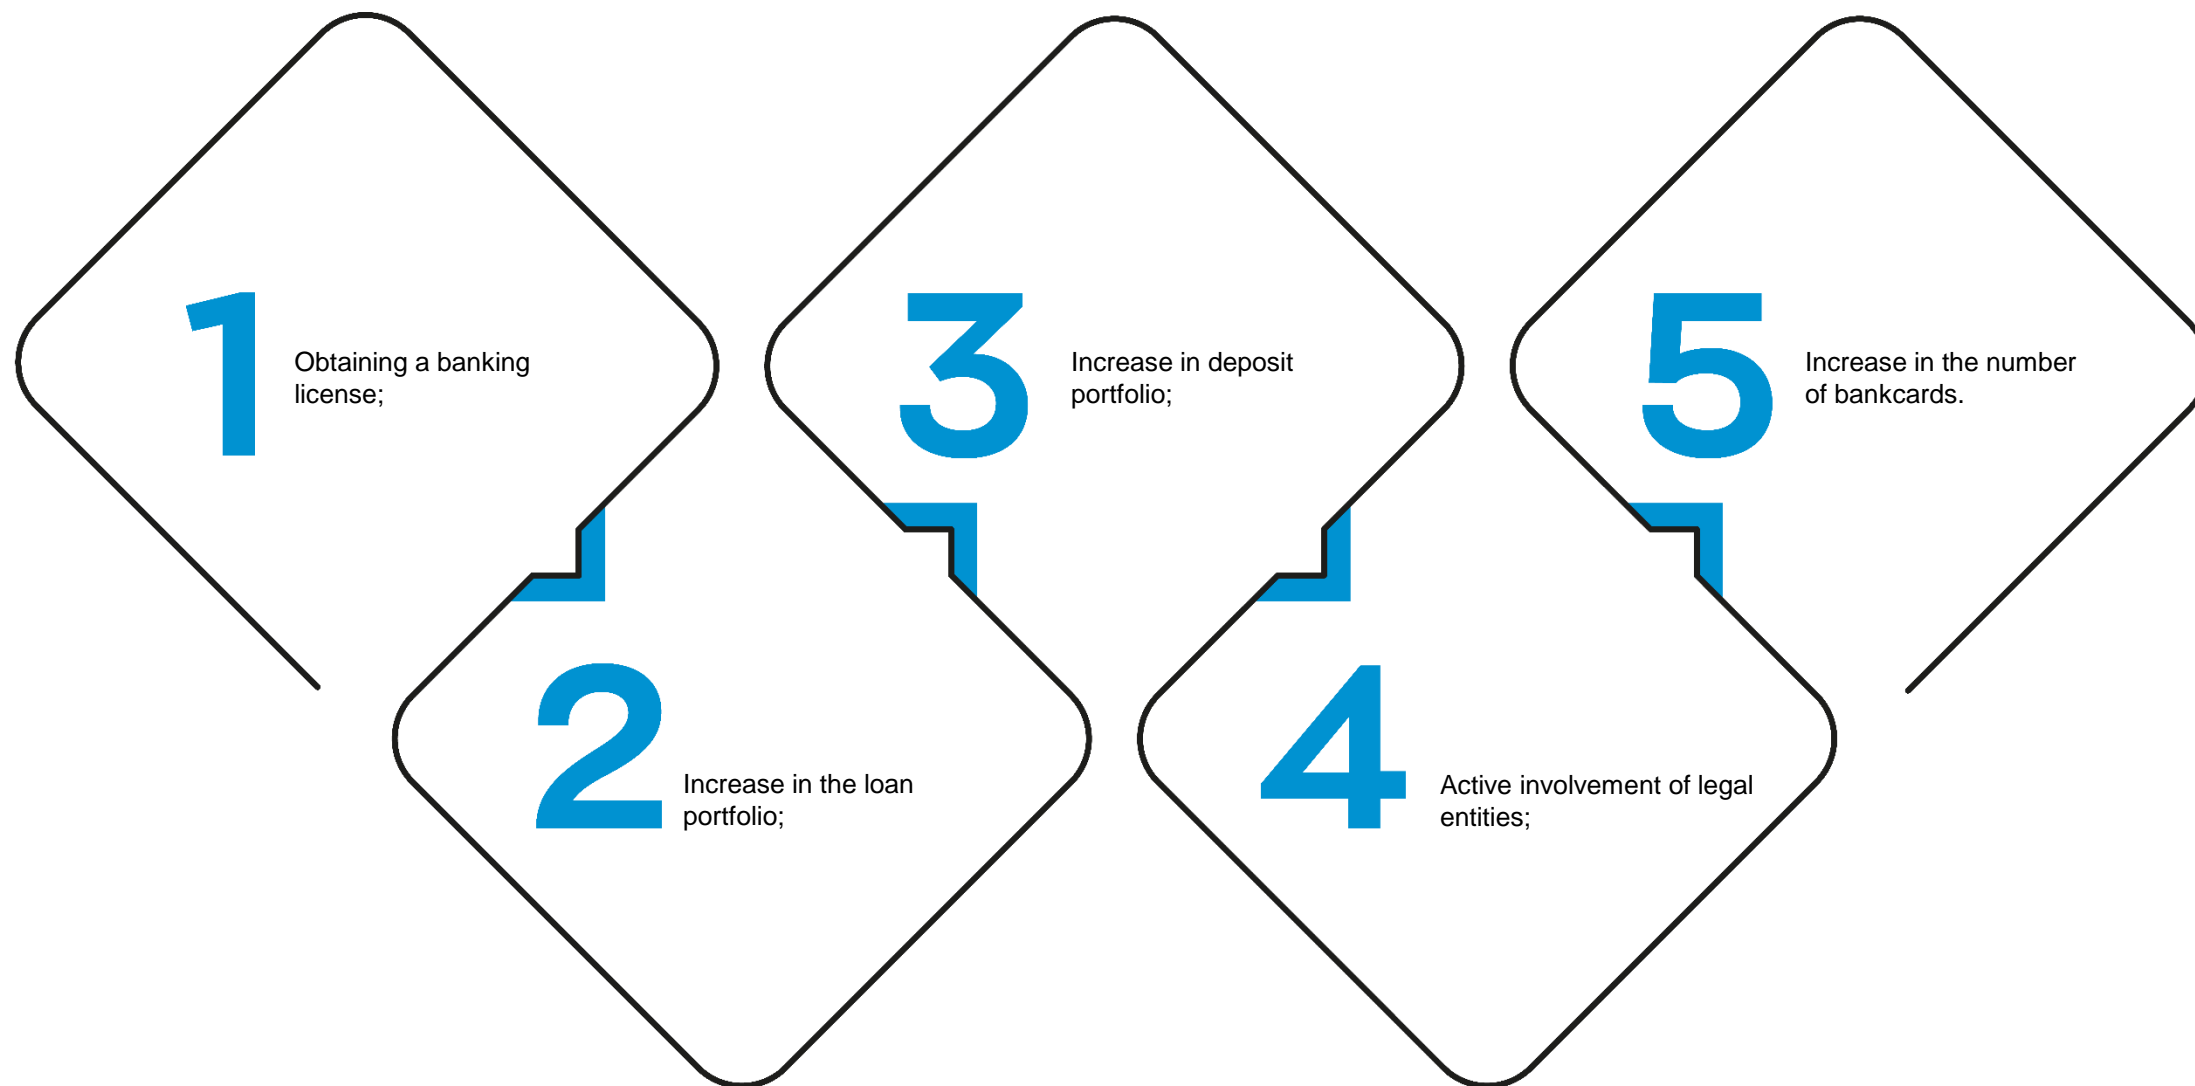 1
Obtaining a banking
license;
2
Increase in the loan
portfolio;
3
Increase in deposit
portfolio;
4
Active involvement of legal
entities;
5
Increase in the number
of bankcards.